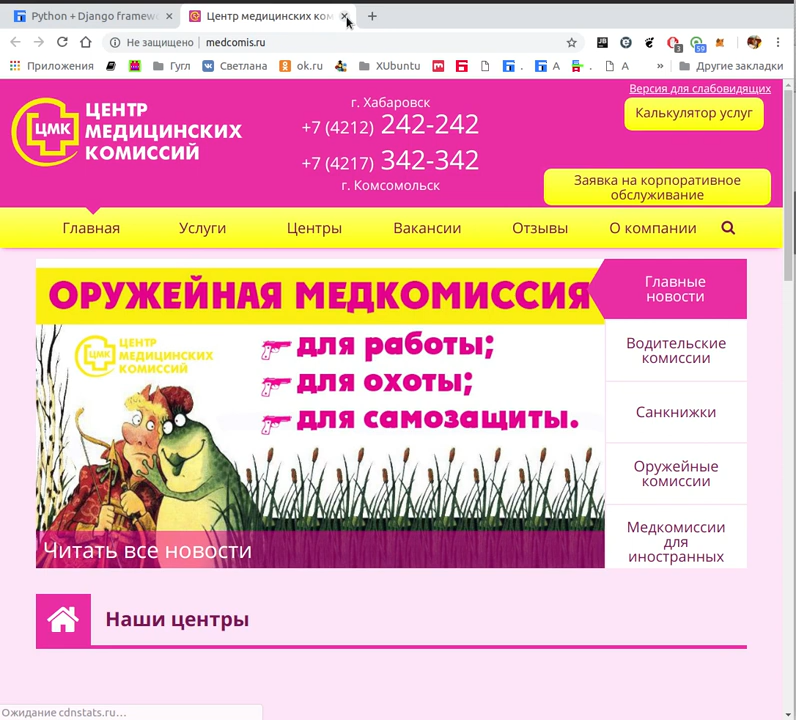 Python + Django framew
Центр медицинских ком
Не защищено
medcomis.ru
3
59
Приложения
Гугл
Светлана
ok.ru
XUbuntu
.
А
.
А
»
Другие закладки
Версия для слабовидящих
ЦМК
ЦЕНТР
МЕДИЦИНСКИХ
КОМИССИЙ
г. Хабаровск
+7 (4212) 242-242
+7 (4217) 342-342
г. Комсомольск
Калькулятор услуг
Заявка на корпоративное
обслуживание
Главная
Услуги
Центры
Вакансии
Отзывы
О компании
ОРУЖЕЙНАЯ МЕДКОМИССИЯ
ЦМК
ЦЕНТР
МЕДИЦИНСКИХ
КОМИССИЙ
для работы;
для охоты;
для самозащиты.
Читать все новости
Главные
новости
Водительские
комиссии
Санкнижки
Оружейные
комиссии
Медкомиссии
для
иностранных
Наши центры
Ожидание cdnstats.ru…